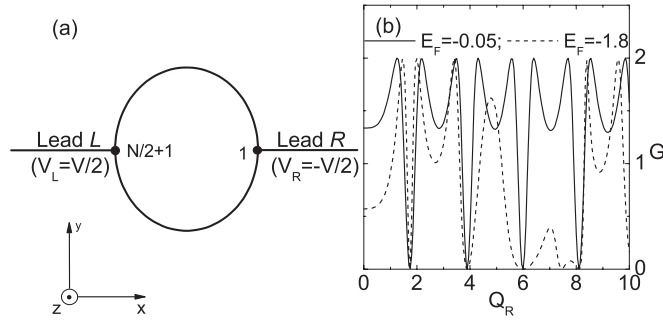 (a)
Lead L
(V_L=V/2)
N/2+1
1
Lead R
(V_R=-V/2)
y
z
x
(b)
E_F=-0.05;
E_F=-1.8
2
1
0
G
0 2 4 6 8 10
Q_R